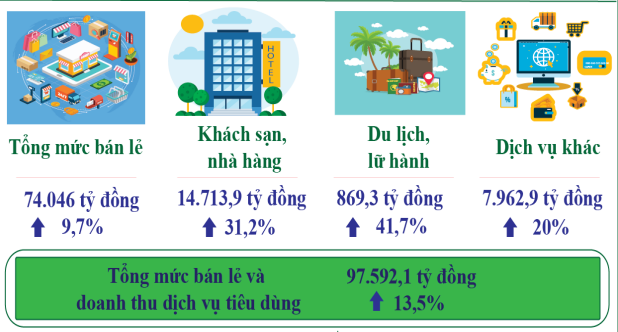 HOTEL
Tổng mức bán lẻ
Khách sạn,
nhà hàng
Du lịch,
lữ hành
Dịch vụ khác
74.046 tỷ đồng
9,7%
14.713,9 tỷ đồng
31,2%
869,3 tỷ đồng
41,7%
7.962,9 tỷ đồng
20%
Tổng mức bán lẻ và
doanh thu dịch vụ tiêu dùng
97.592,1 tỷ đồng
13,5%